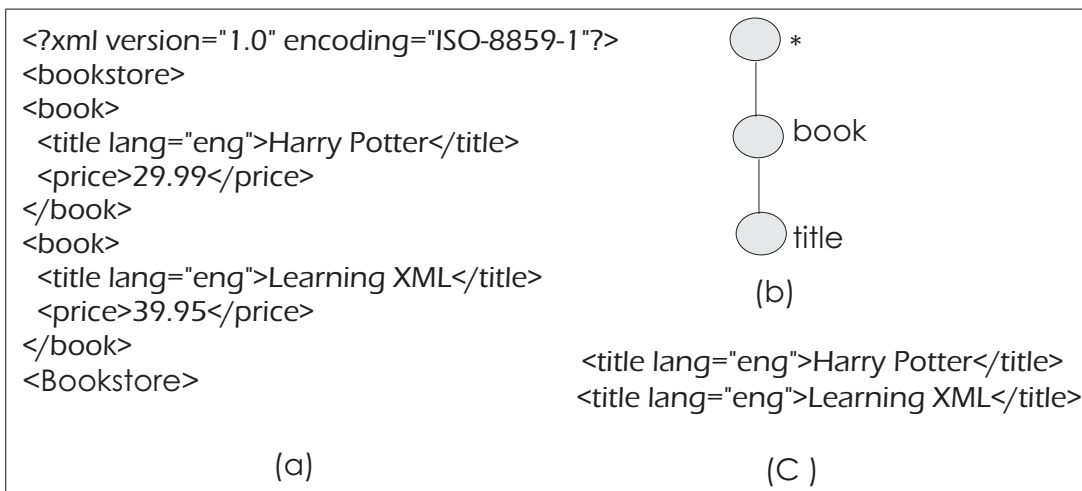 <?xml version="1.0" encoding="ISO-8859-1"?>
<bookstore>
<book>
<title lang="eng">Harry Potter</title>
<price>29.99</price>
</book>
<book>
<title lang="eng">Learning XML</title>
<price>39.95</price>
</book>
<Bookstore>
(a)
*
book
title
(b)
<title lang="eng">Harry Potter</title>
<title lang="eng">Learning XML</title>
(C )